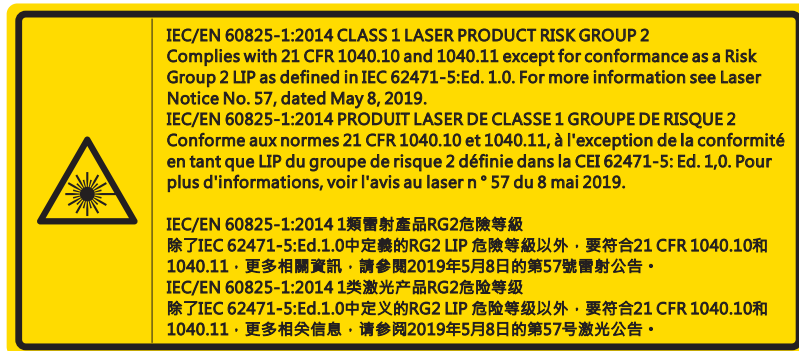 IEC/EN 60825-1:2014 CLASS 1 LASER PRODUCT RISK GROUP 2
Complies with 21 CFR 1040.10 and 1040.11 except for conformance as a Risk
Group 2 LIP as defined in IEC 62471-5:Ed. 1.0. For more information see Laser
Notice No. 57, dated May 8, 2019.
IEC/EN 60825-1:2014 PRODUIT LASER DE CLASSE 1 GROUPE DE RISQUE 2
Conforme aux normes 21 CFR 1040.10 et 1040.11, à l'exception de la conformité
en tant que LIP du groupe de risque 2 définie dans la CEI 62471-5: Ed. 1,0. Pour
plus d'informations, voir l'avis au laser n ° 57 du 8 mai 2019.
IEC/EN 60825-1:2014 1類雷射產品RG2危險等級
除了IEC 62471-5:Ed.1.0中定義的RG2 LIP 危險等級以外，要符合21 CFR 1040.10和
1040.11，更多相關資訊，請參閱2019年5月8日的第57號雷射公告。
IEC/EN 60825-1:2014 1类激光产品RG2危险等级
除了IEC 62471-5:Ed.1.0中定义的RG2 LIP 危险等级以外，要符合21 CFR 1040.10和
1040.11，更多相关信息，请参阅2019年5月8日的第57号激光公告。